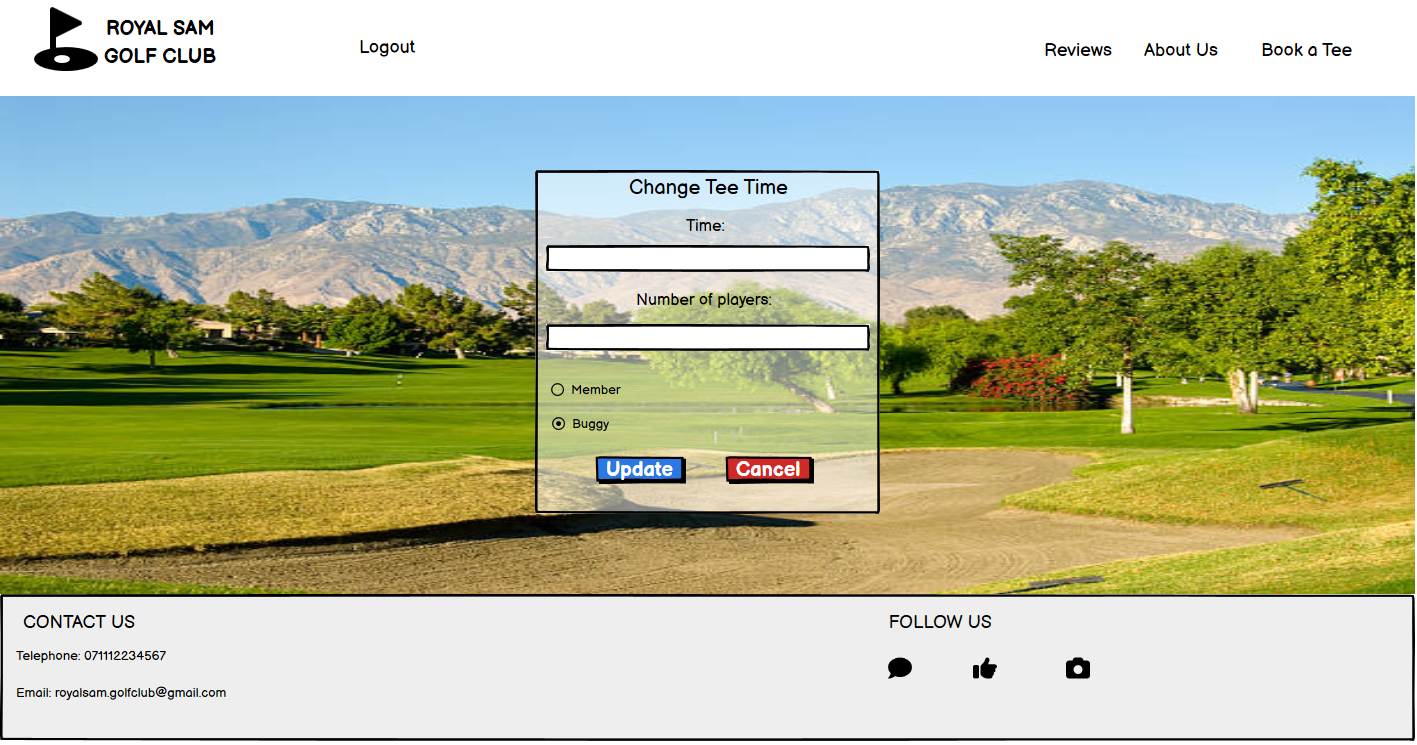 ROYAL SAM
GOLF CLUB
Logout
Reviews
About Us
Book a Tee
Change Tee Time
Time:
Number of players:
Member
Buggy
Update
Cancel
CONTACT US
FOLLOW US
Telephone: 071112234567
Email: royalsam.golfclub@gmail.com